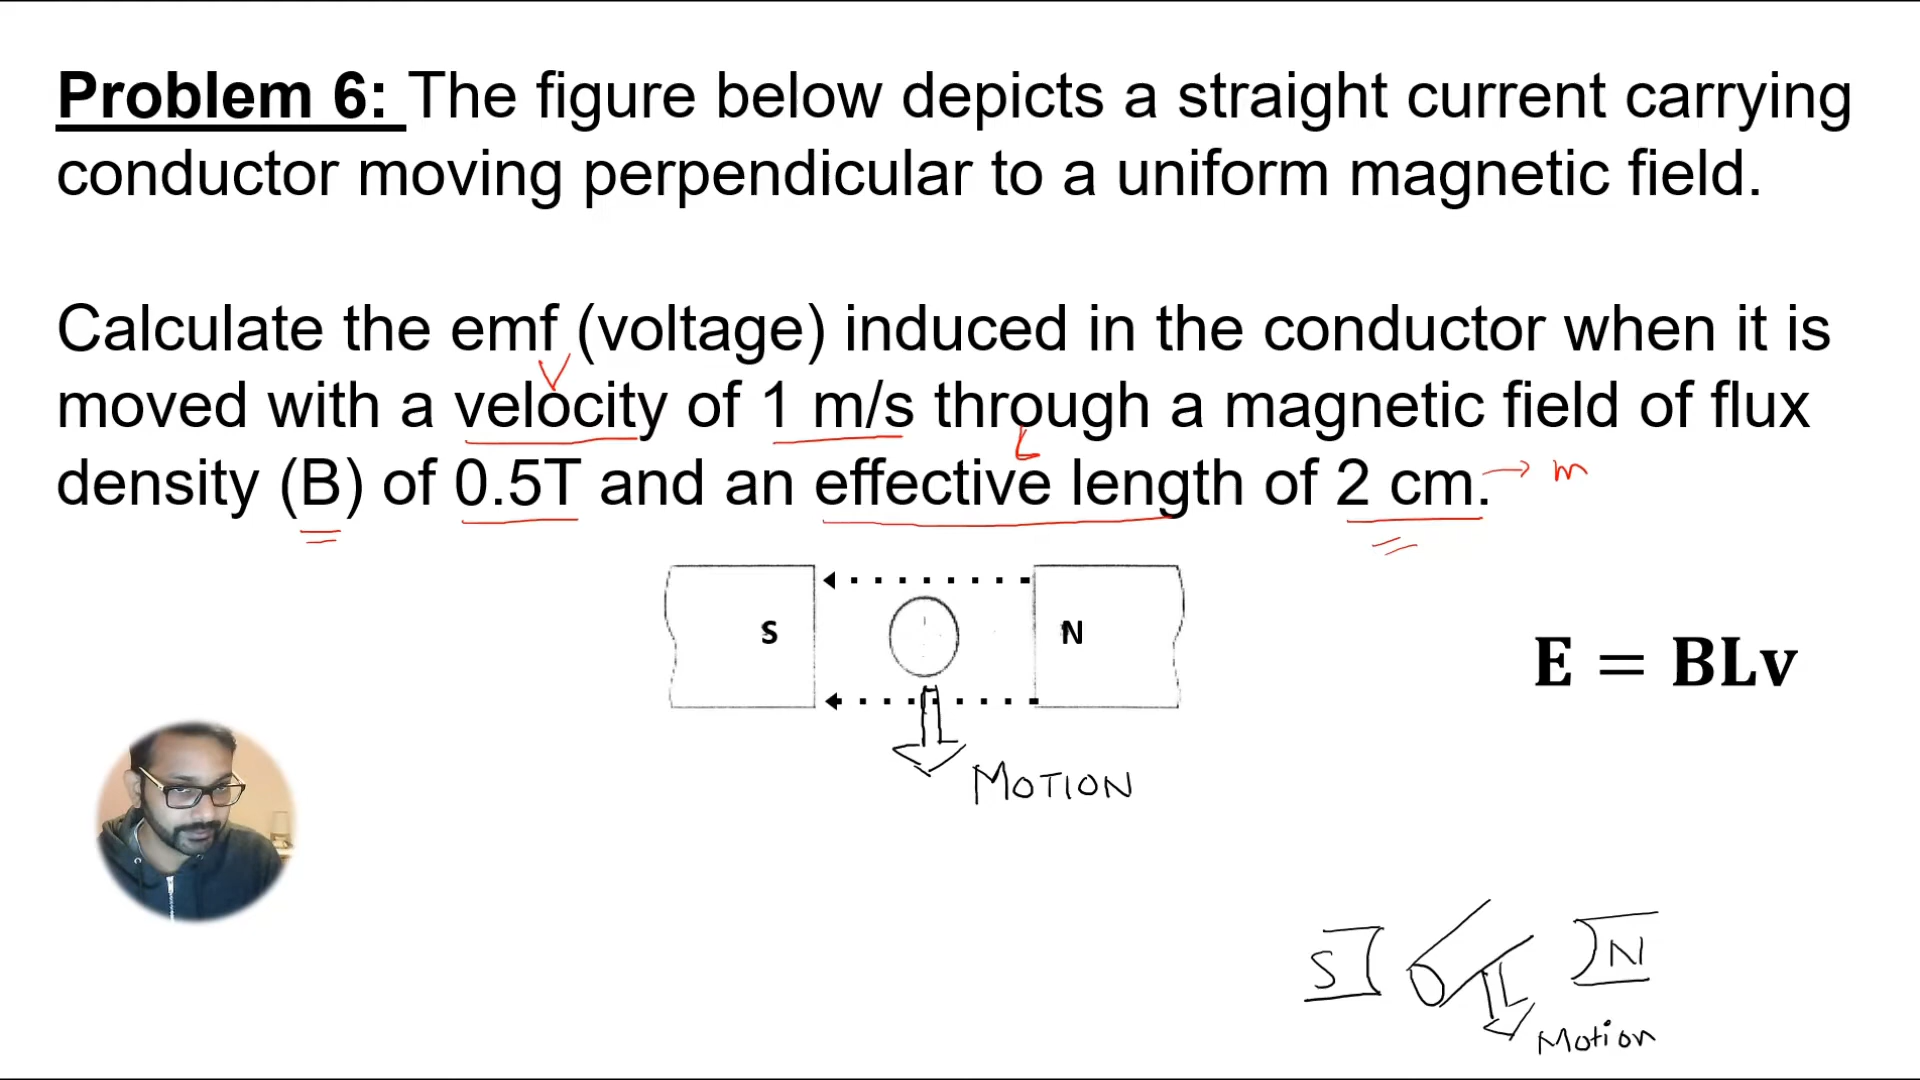 Problem 6: The figure below depicts a straight current carrying
conductor moving perpendicular to a uniform magnetic field.
Calculate the emf (voltage) induced in the conductor when it is
V
moved with a velocity of 1 m/s through a magnetic field of flux
L
density (B) of 0.5T and an effective length of 2 cm. → m
S N
E = BLv
MOTION
S N
Motion